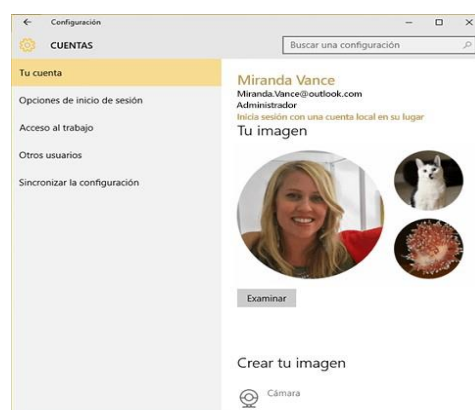 Configuración
CUENTAS
Buscar una configuración
Tu cuenta
Opciones de inicio de sesión
Acceso al trabajo
Otros usuarios
Sincronizar la configuración
Miranda Vance
Miranda.Vance@outlook.com
Administrador
Inicia sesión con una cuenta local en su lugar
Tu imagen
Examinar
Crear tu imagen
Cámara